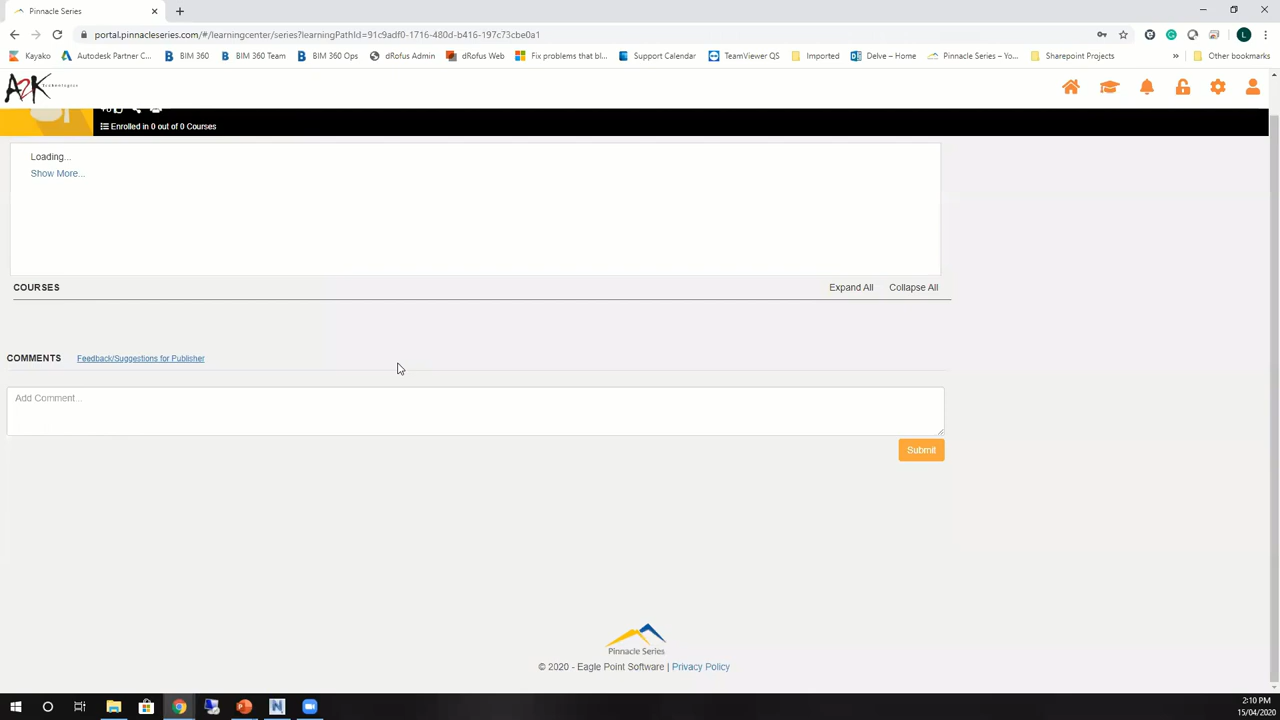 Pinnacle Series
portal.pinnacleseries.com/#/learningcenter/series?learningPathId=91c9adf0-1716-480d-b416-197c73cbe0a1
Kayako Autodesk Partner C... BIM 360 BIM 360 Team BIM 360 Ops dRofus Admin dRofus Web Fix problems that bl... Support Calendar TeamViewer QS Imported Delve – Home Pinnacle Series – Yo... Sharepoint Projects » Other bookmarks
A2K Technologies
Enrolled in 0 out of 0 Courses
Loading...
Show More...
COURSES Expand All Collapse All
COMMENTS Feedback/Suggestions for Publisher
Add Comment...
Submit
Pinnacle Series
© 2020 - Eagle Point Software | Privacy Policy
2:10 PM
15/04/2020